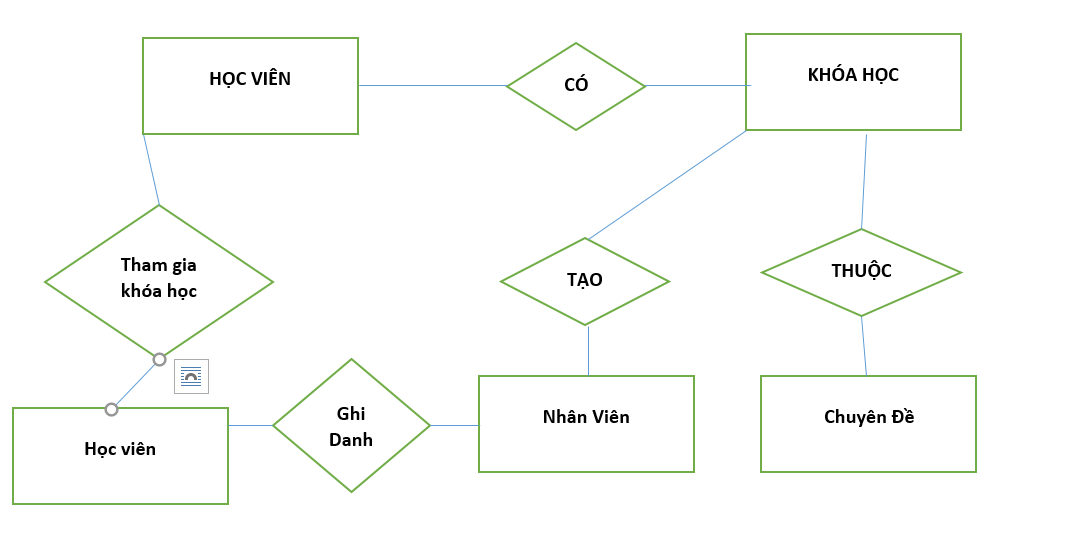 HỌC VIÊN
CÓ
KHÓA HỌC
Tham gia
khóa học
TẠO
THUỘC
Học viên
Ghi
Danh
Nhân Viên
Chuyên Đề